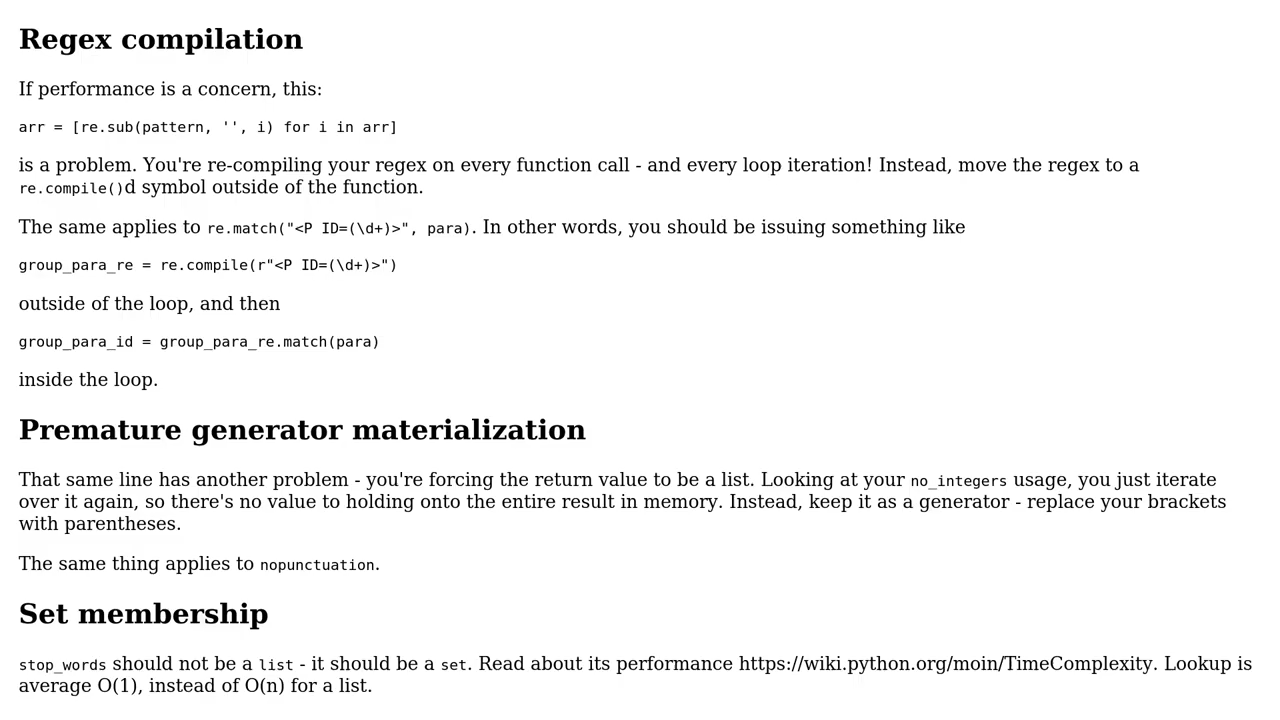 Regex compilation
If performance is a concern, this:
arr = [re.sub(pattern, '', i) for i in arr]
is a problem. You're re-compiling your regex on every function call - and every loop iteration! Instead, move the regex to a
re.compile()d symbol outside of the function.
The same applies to re.match("<P ID=(\d+)>", para). In other words, you should be issuing something like
group_para_re = re.compile(r"<P ID=(\d+)>")
outside of the loop, and then
group_para_id = group_para_re.match(para)
inside the loop.
Premature generator materialization
That same line has another problem - you're forcing the return value to be a list. Looking at your no_integers usage, you just iterate
over it again, so there's no value to holding onto the entire result in memory. Instead, keep it as a generator - replace your brackets
with parentheses.
The same thing applies to nopunctuation.
Set membership
stop_words should not be a list - it should be a set. Read about its performance https://wiki.python.org/moin/TimeComplexity. Lookup is
average O(1), instead of O(n) for a list.